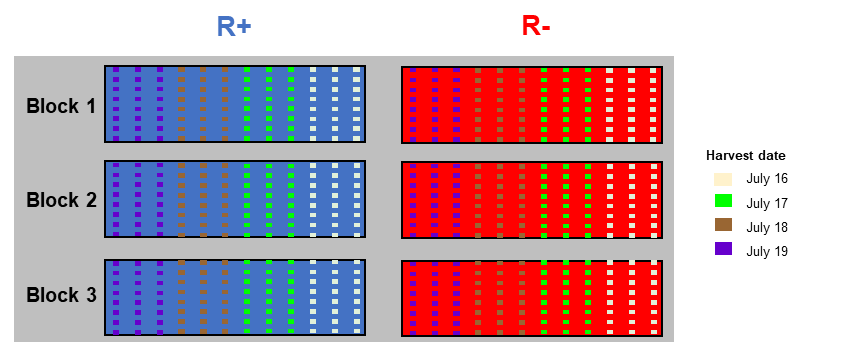 R+ R-
Block 1
Block 2
Block 3
Harvest date
July 16
July 17
July 18
July 19